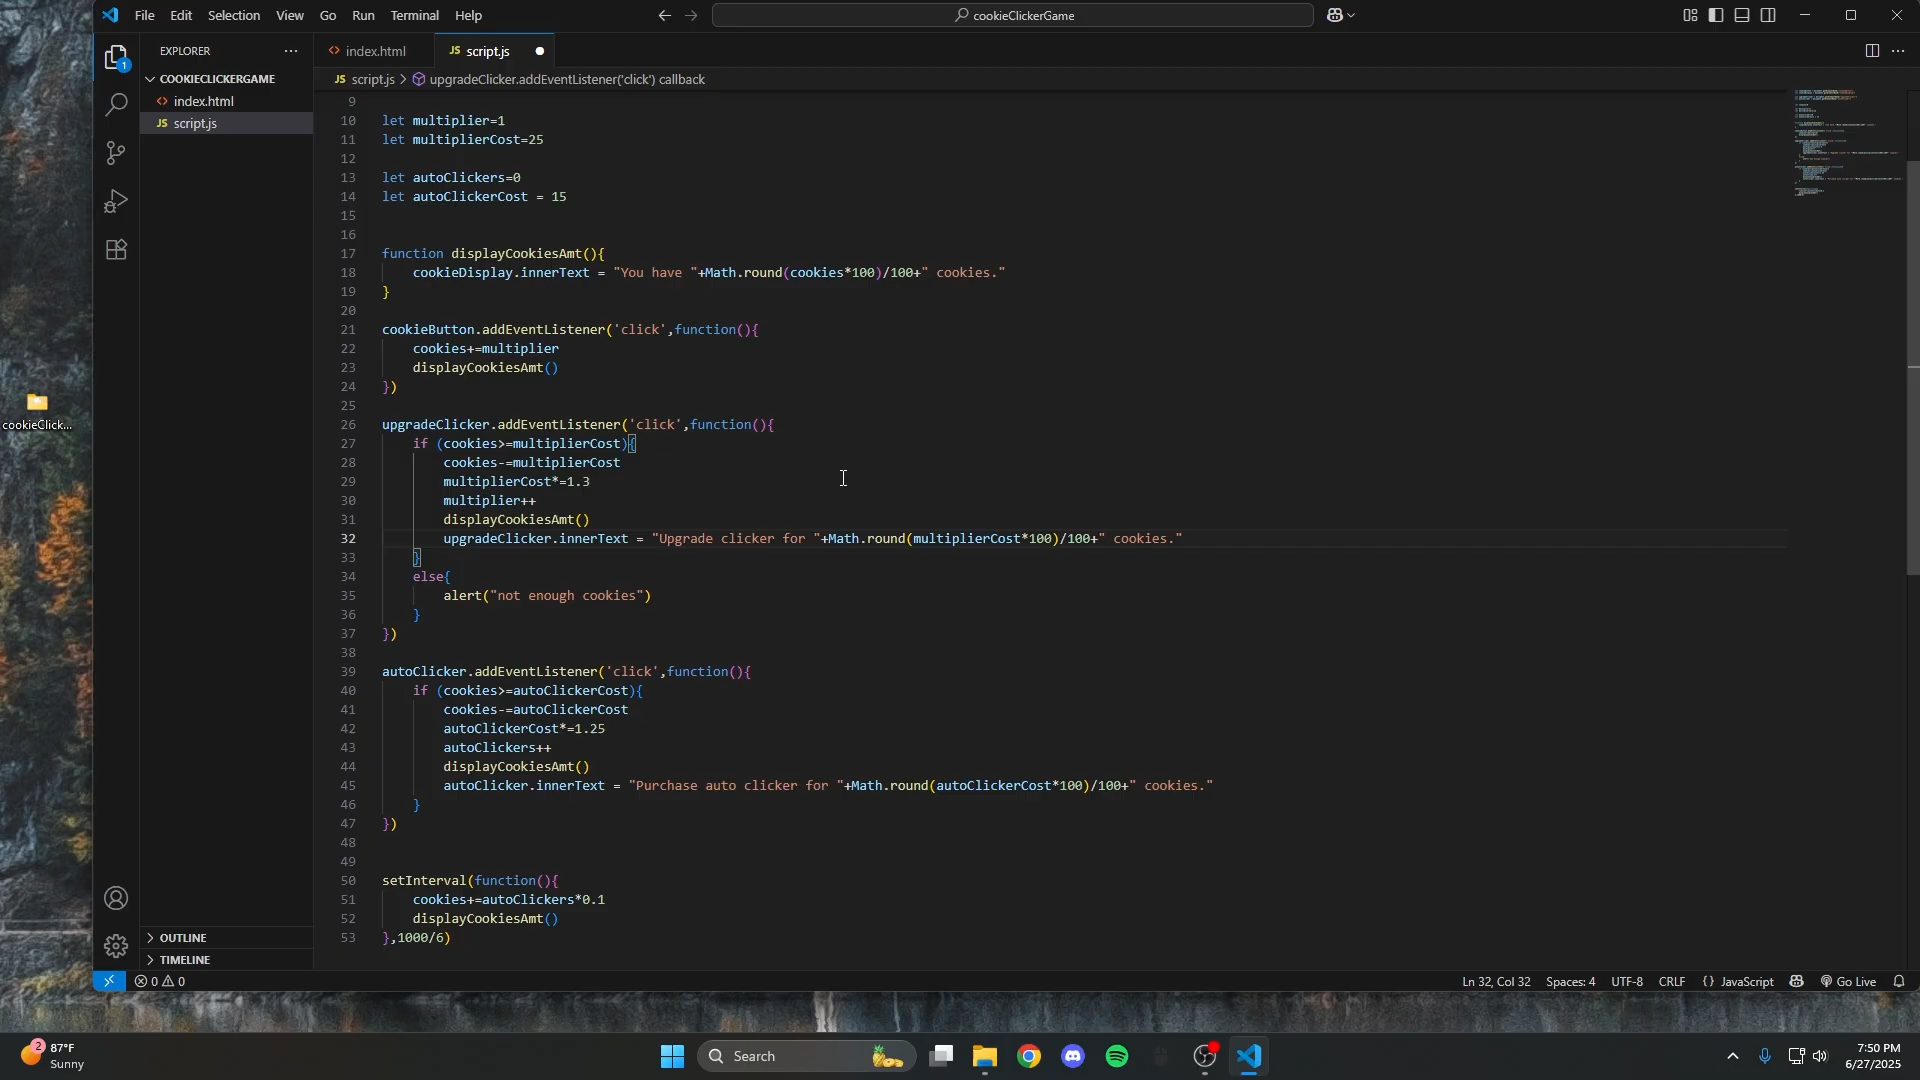 File Edit Selection View Go Run Terminal Help
cookieClickerGame
EXPLORER
index.html
JS script.js
COOKIECLICKERGAME
index.html
JS script.js
1
JS script.js > upgradeClicker.addEventListener('click') callback
9
10 let multiplier=1
11 let multiplierCost=25
12
13 let autoClickers=0
14 let autoClickerCost = 15
15
16
17 function displayCookiesAmt(){
18 cookieDisplay.innerText = "You have "+Math.round(cookies*100)/100+" cookies."
19 }
20
21 cookieButton.addEventListener('click',function(){
22 cookies+=multiplier
23 displayCookiesAmt()
24 })
25
26 upgradeClicker.addEventListener('click',function(){
27 if (cookies>=multiplierCost){
28 cookies-=multiplierCost
29 multiplierCost*=1.3
30 multiplier++
31 displayCookiesAmt()
32 upgradeClicker.innerText = "Upgrade clicker for "+Math.round(multiplierCost*100)/100+" cookies."
33 }
34 else{
35 alert("not enough cookies")
36 }
37 })
38
39 autoClicker.addEventListener('click',function(){
40 if (cookies>=autoClickerCost){
41 cookies-=autoClickerCost
42 autoClickerCost*=1.25
43 autoClickers++
44 displayCookiesAmt()
45 autoClicker.innerText = "Purchase auto clicker for "+Math.round(autoClickerCost*100)/100+" cookies."
46 }
47 })
48
49
50 setInterval(function(){
51 cookies+=autoClickers*0.1
52 displayCookiesAmt()
53 },1000/6)
cookieClick...
OUTLINE
TIMELINE
0 0
Ln 32, Col 32 Spaces: 4 UTF-8 CRLF {} JavaScript Go Live
2
87°F
Sunny
Search
7:50 PM
6/27/2025